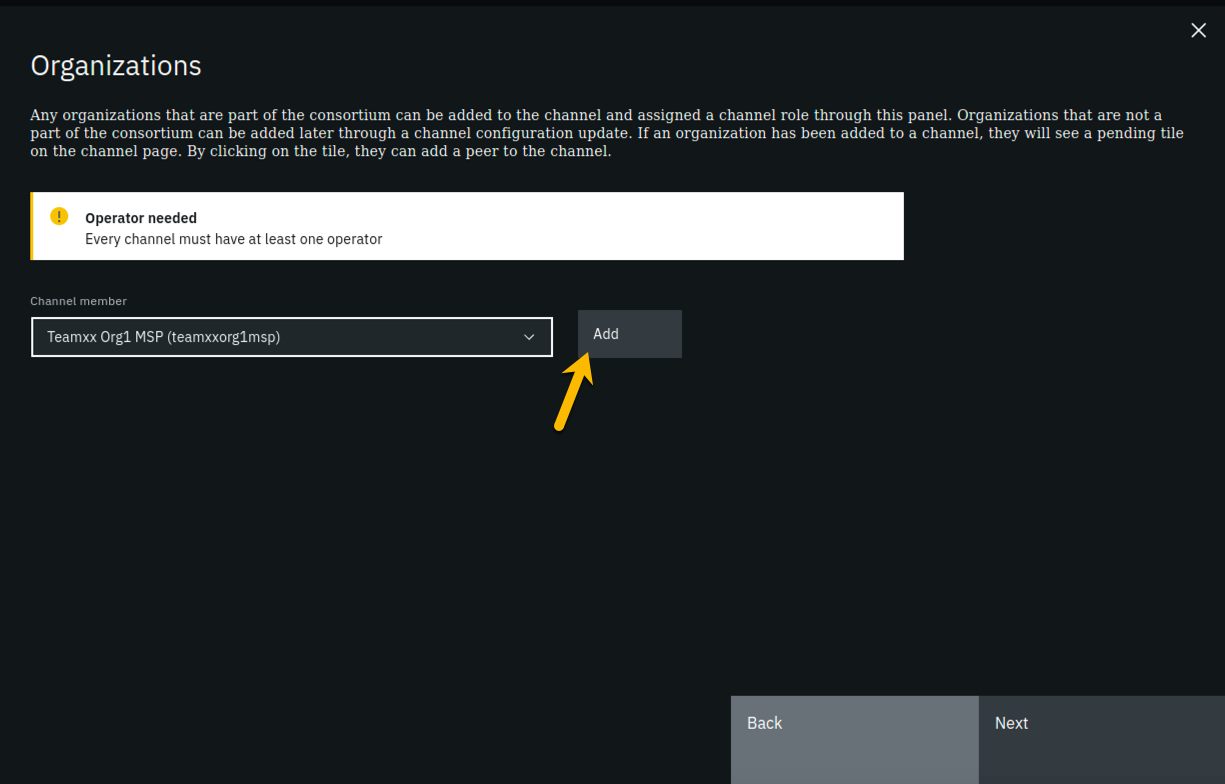 Organizations
Any organizations that are part of the consortium can be added to the channel and assigned a channel role through this panel. Organizations that are not a
part of the consortium can be added later through a channel configuration update. If an organization has been added to a channel, they will see a pending tile
on the channel page. By clicking on the tile, they can add a peer to the channel.
Operator needed
Every channel must have at least one operator
Channel member
Teamxx Org1 MSP (teamxxorg1msp)
Add
Back
Next